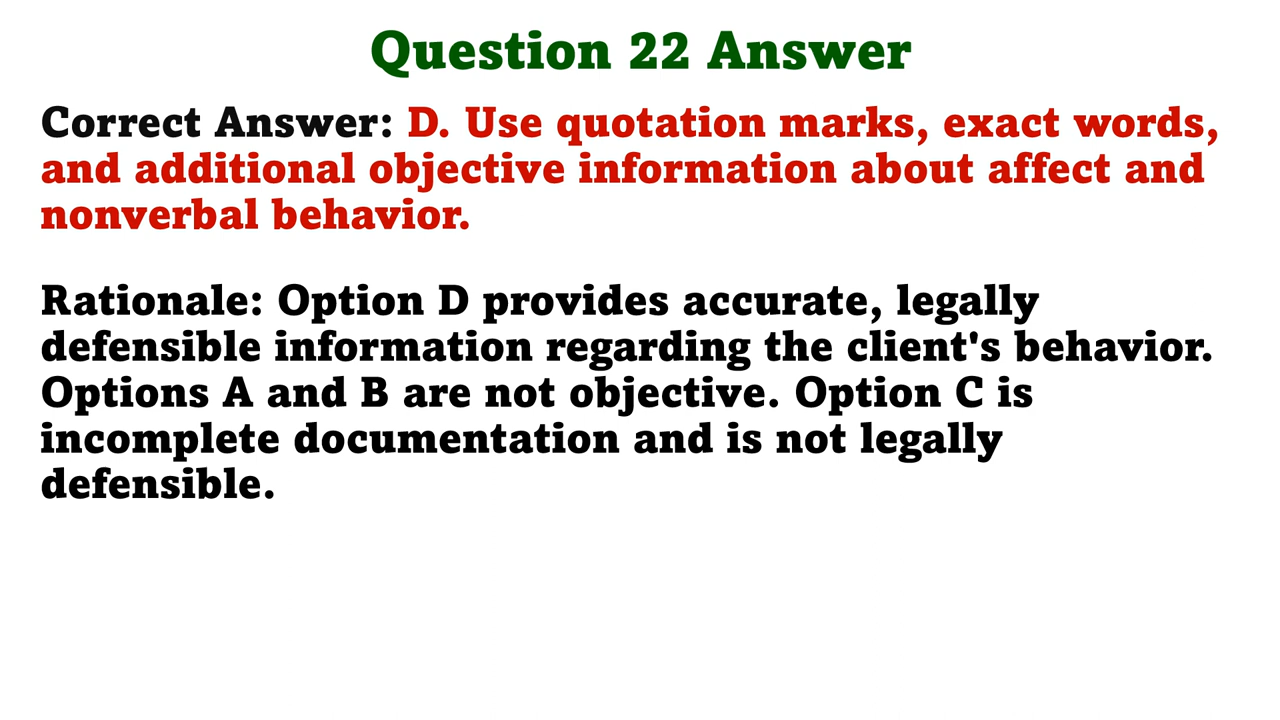 Question 22 Answer
Correct Answer: D. Use quotation marks, exact words,
and additional objective information about affect and
nonverbal behavior.
Rationale: Option D provides accurate, legally
defensible information regarding the client's behavior.
Options A and B are not objective. Option C is
incomplete documentation and is not legally
defensible.